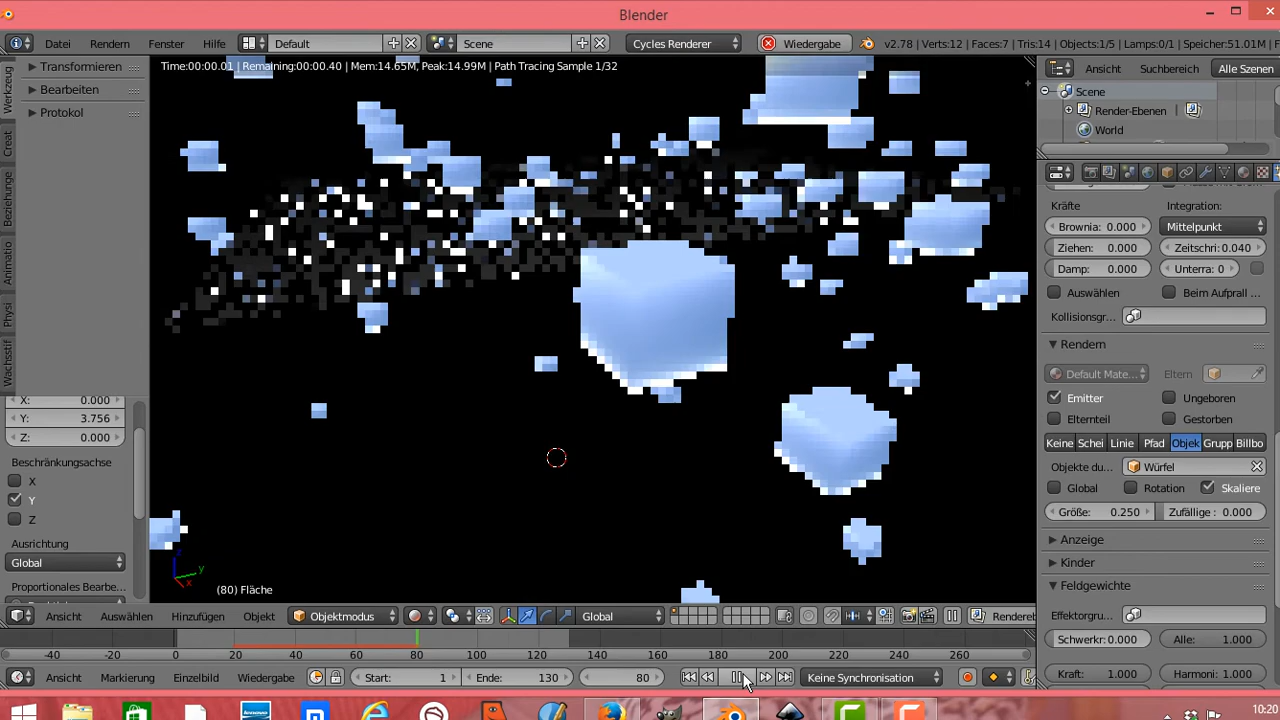 Blender
Datei Rendern Fenster Hilfe Default Scene Cycles Renderer Wiedergabe v2.78 | Verts:12 | Faces:7 | Tris:14 | Objects:1/5 | Lamps:0/1 | Speicher:51.01M | F
Time:00:00.01 | Remaining:00:00.40 | Mem:14.65M, Peak:14.99M | Path Tracing Sample 1/32
Transformieren
Bearbeiten
Protokol
Werkzeug
Creat
Beziehunge
Animatio
Physi
Wachsstif
X: 0.000
Y: 3.756
Z: 0.000
Beschränkungsachse
X
Y
Z
Ausrichtung
Global
Proportionales Bearbe...
(80) Fläche
Ansicht Suchbereich Alle Szenen
Scene
Render-Ebenen
World
Kräfte Integration:
Brownia: 0.000 Mittelpunkt
Ziehen: 0.000 Zeitschri: 0.040
Damp: 0.000 Unterra: 0
Auswählen Beim Aufprall ...
Kollisionsgr...
Rendern
Default Mate... Eltern
Emitter Ungeboren
Elternteil Gestorben
Keine Schei Linie Pfad Objek Grupp Billbo
Objekte du... Würfel
Global Rotation Skaliere
Größe: 0.250 Zufällige: 0.000
Anzeige
Kinder
Feldgewichte
Effektorgru...
Schwerkr: 0.000 Alle: 1.000
Kraft: 1.000 Harmoni: 1.000
Ansicht Auswählen Hinzufügen Objekt Objektmodus Global Rendereb
-40 -20 0 20 40 60 80 100 120 140 160 180 200 220 240 260
Ansicht Markierung Einzelbild Wiedergabe Start: 1 Ende: 130 80 Keine Synchronisation
10:20